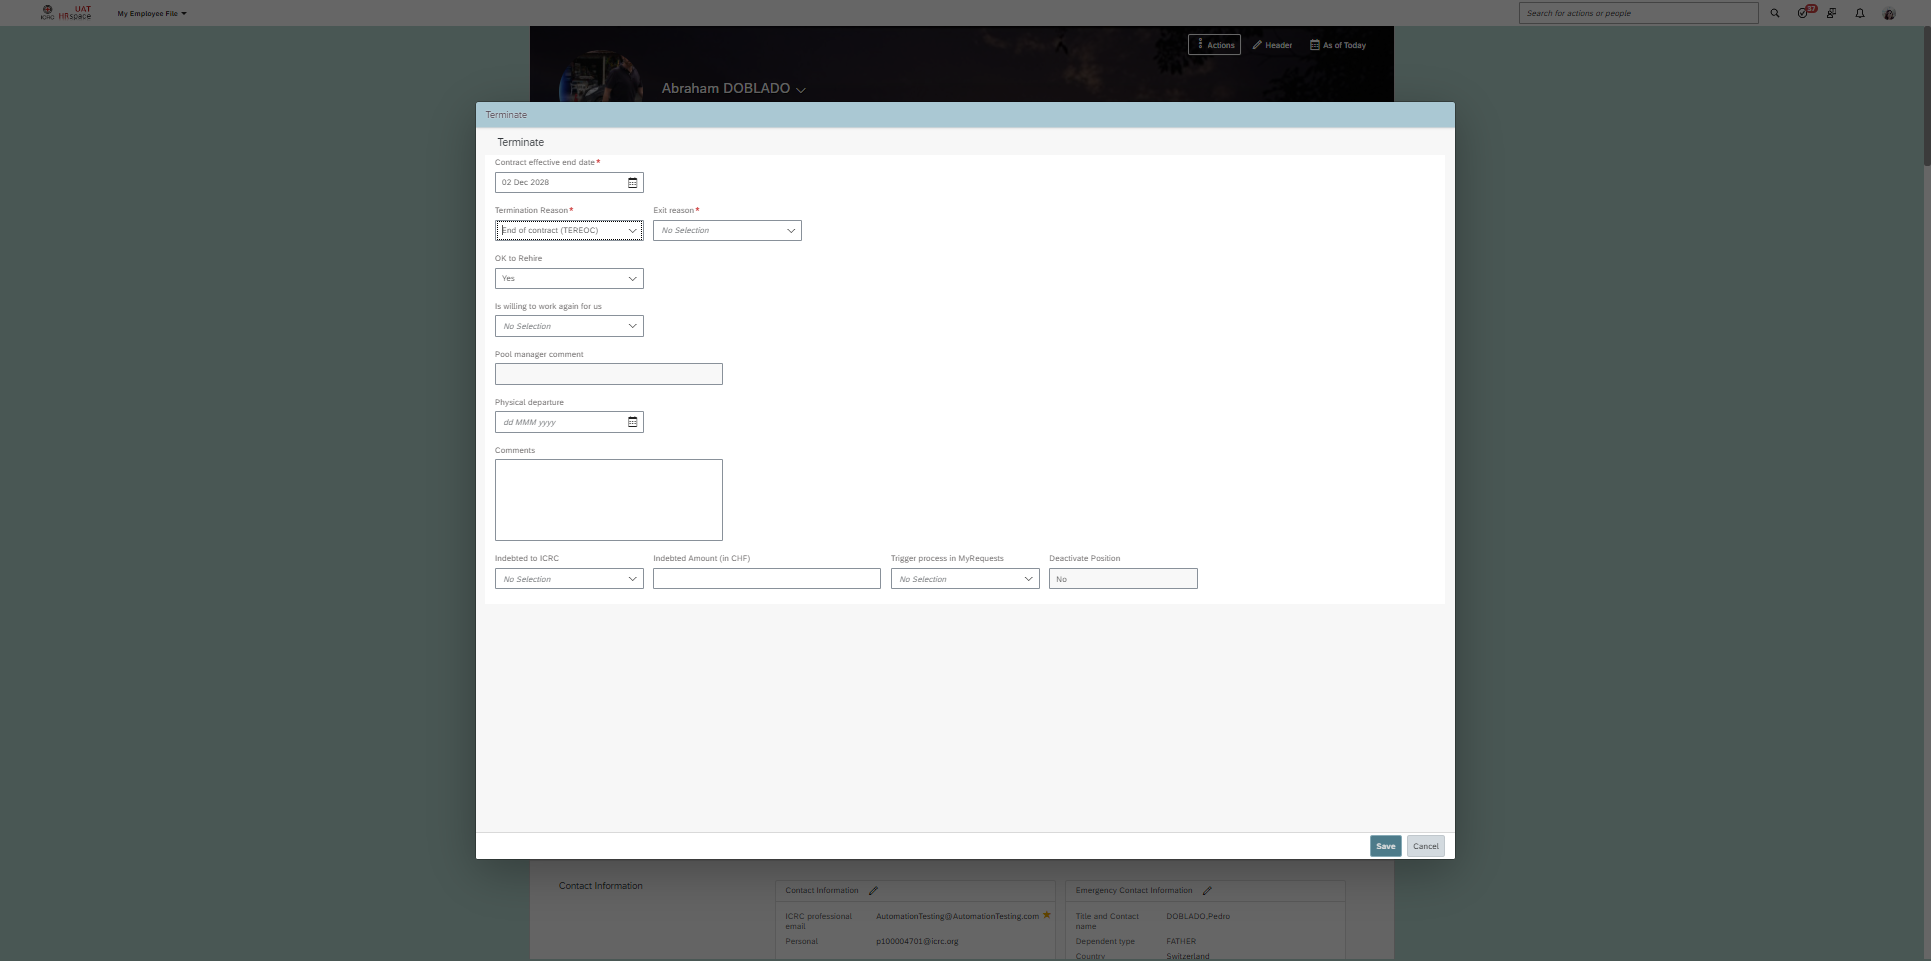 ICRC
UAT
HRspace
My Employee File
Search for actions or people
37
Actions
Header
As of Today
Abraham DOBLADO
Terminate
Terminate
Contract effective end date*
02 Dec 2028
Termination Reason* Exit reason*
End of contract (TEREOC) No Selection
OK to Rehire
Yes
Is willing to work again for us
No Selection
Pool manager comment
Physical departure
dd MMM yyyy
Comments
Indebted to ICRC Indebted Amount (in CHF) Trigger process in MyRequests Deactivate Position
No Selection No Selection No
Save Cancel
Contact Information
Contact Information
ICRC professional email AutomationTesting@AutomationTesting.com
Personal p100004701@icrc.org
Emergency Contact Information
Title and Contact name DOBLADO,Pedro
Dependent type FATHER
Country Switzerland